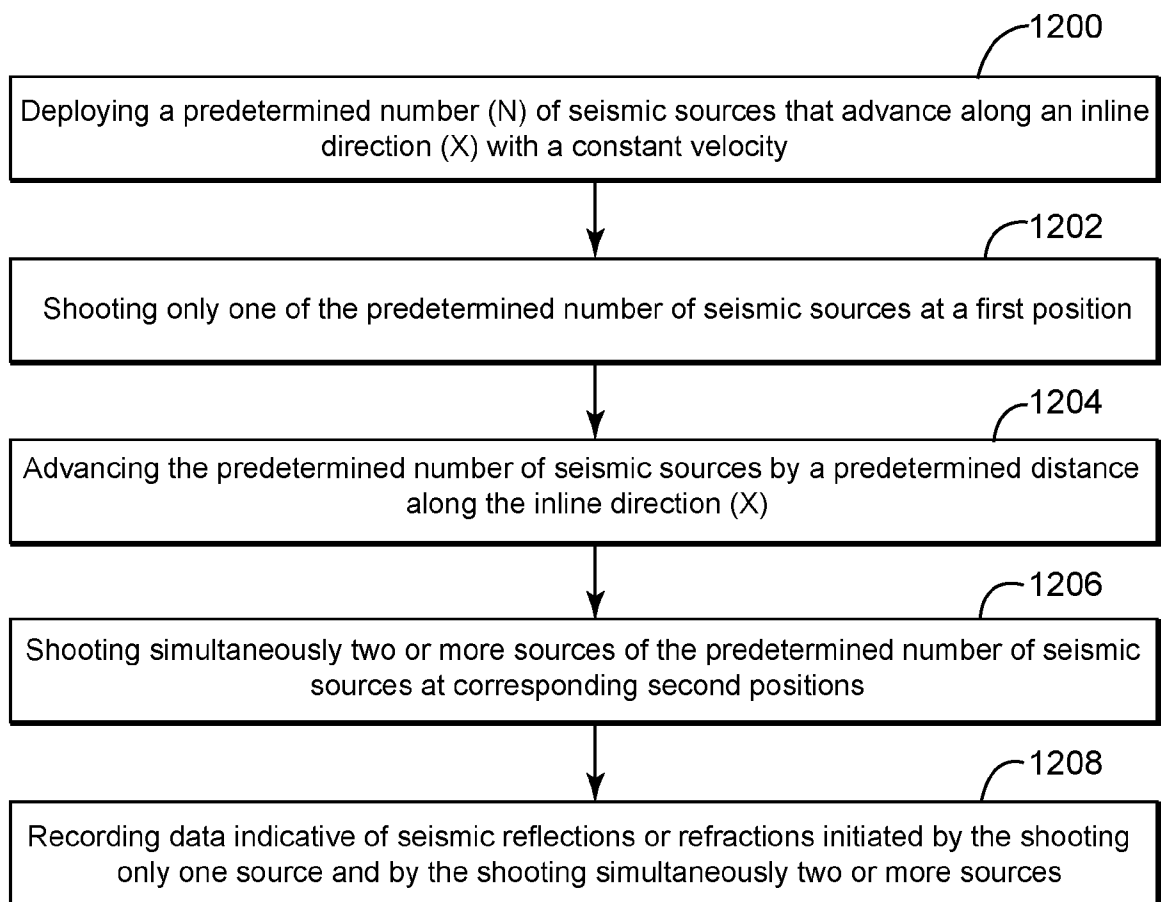 1200
Deploying a predetermined number (N) of seismic sources that advance along an inline
direction (X) with a constant velocity
1202
Shooting only one of the predetermined number of seismic sources at a first position
1204
Advancing the predetermined number of seismic sources by a predetermined distance
along the inline direction (X)
1206
Shooting simultaneously two or more sources of the predetermined number of seismic
sources at corresponding second positions
1208
Recording data indicative of seismic reflections or refractions initiated by the shooting
only one source and by the shooting simultaneously two or more sources